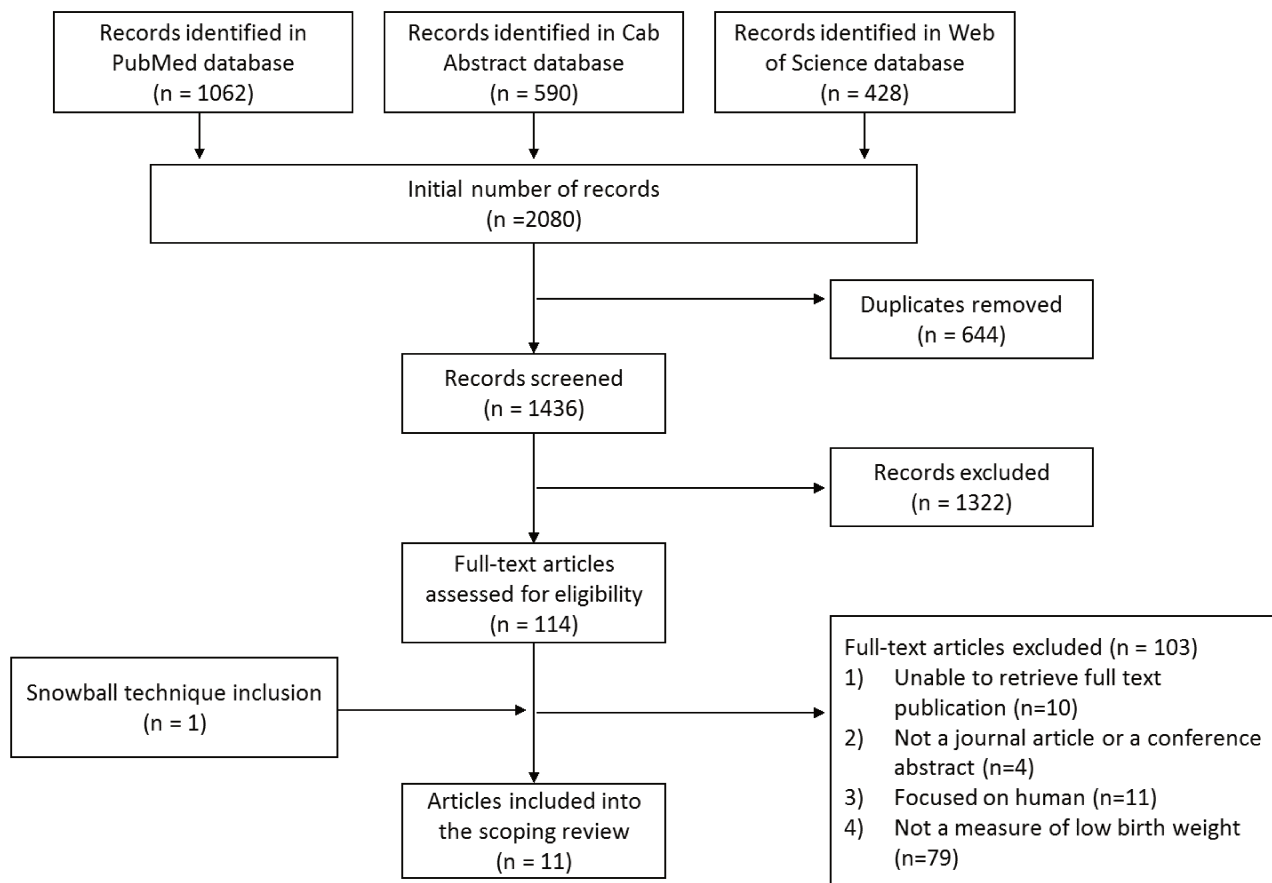 Records identified in
PubMed database
(n = 1062)
Records identified in Cab
Abstract database
(n = 590)
Records identified in Web
of Science database
(n = 428)
Initial number of records
(n =2080)
Duplicates removed
(n = 644)
Records screened
(n = 1436)
Records excluded
(n = 1322)
Full-text articles
assessed for eligibility
(n = 114)
Snowball technique inclusion
(n = 1)
Full-text articles excluded (n = 103)
1) Unable to retrieve full text
publication (n=10)
2) Not a journal article or a conference
abstract (n=4)
3) Focused on human (n=11)
4) Not a measure of low birth weight
(n=79)
Articles included into
the scoping review
(n = 11)